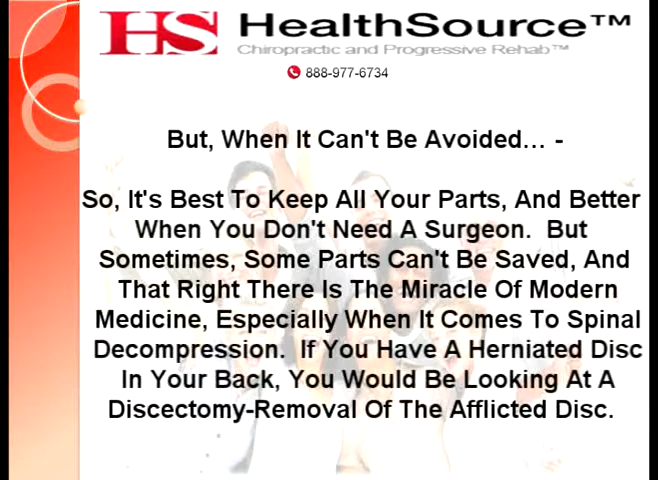 HS HealthSource™
Chiropractic and Progressive Rehab™
888-977-6734
But, When It Can't Be Avoided… -
So, It's Best To Keep All Your Parts, And Better
When You Don't Need A Surgeon.  But
Sometimes, Some Parts Can't Be Saved, And
That Right There Is The Miracle Of Modern
Medicine, Especially When It Comes To Spinal
Decompression.  If You Have A Herniated Disc
In Your Back, You Would Be Looking At A
Discectomy-Removal Of The Afflicted Disc.